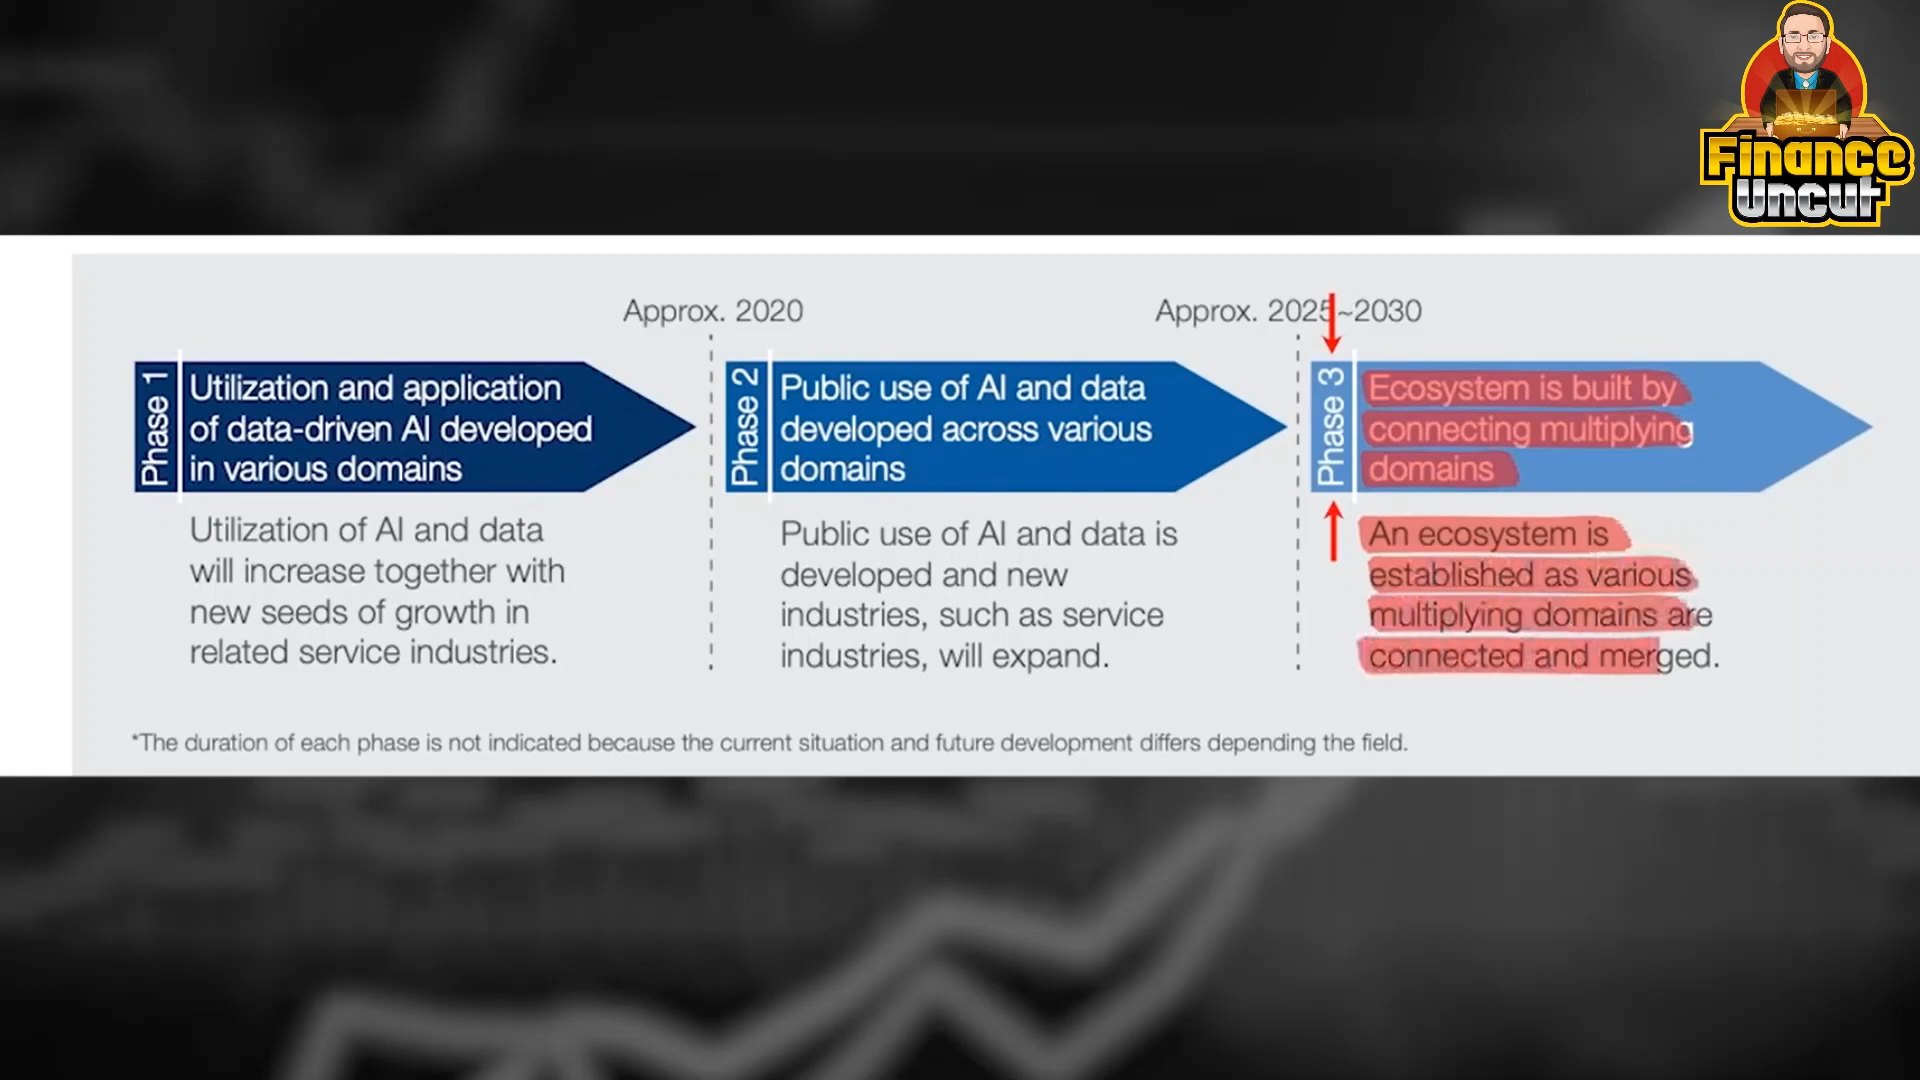 Finance
Uncut
Approx. 2020
Approx. 2025~2030
Phase 1
Utilization and application
of data-driven AI developed
in various domains
Utilization of AI and data
will increase together with
new seeds of growth in
related service industries.
Phase 2
Public use of AI and data
developed across various
domains
Public use of AI and data is
developed and new
industries, such as service
industries, will expand.
Phase 3
Ecosystem is built by
connecting multiplying
domains
An ecosystem is
established as various
multiplying domains are
connected and merged.
*The duration of each phase is not indicated because the current situation and future development differs depending the field.